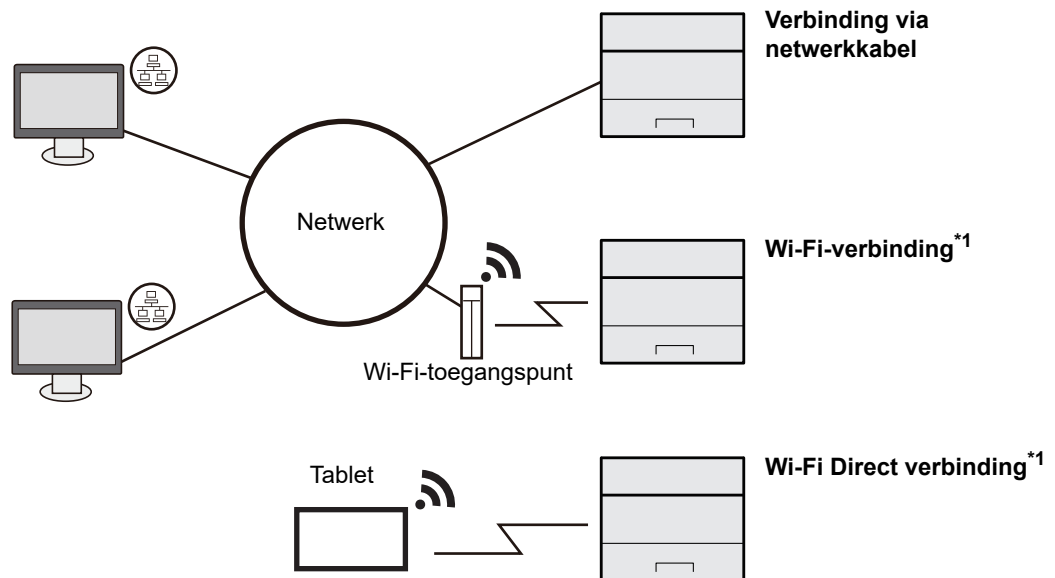 Verbinding via
netwerkkabel
Netwerk
Wi-Fi-verbinding*1
Wi-Fi-toegangspunt
Wi-Fi Direct verbinding*1
Tablet